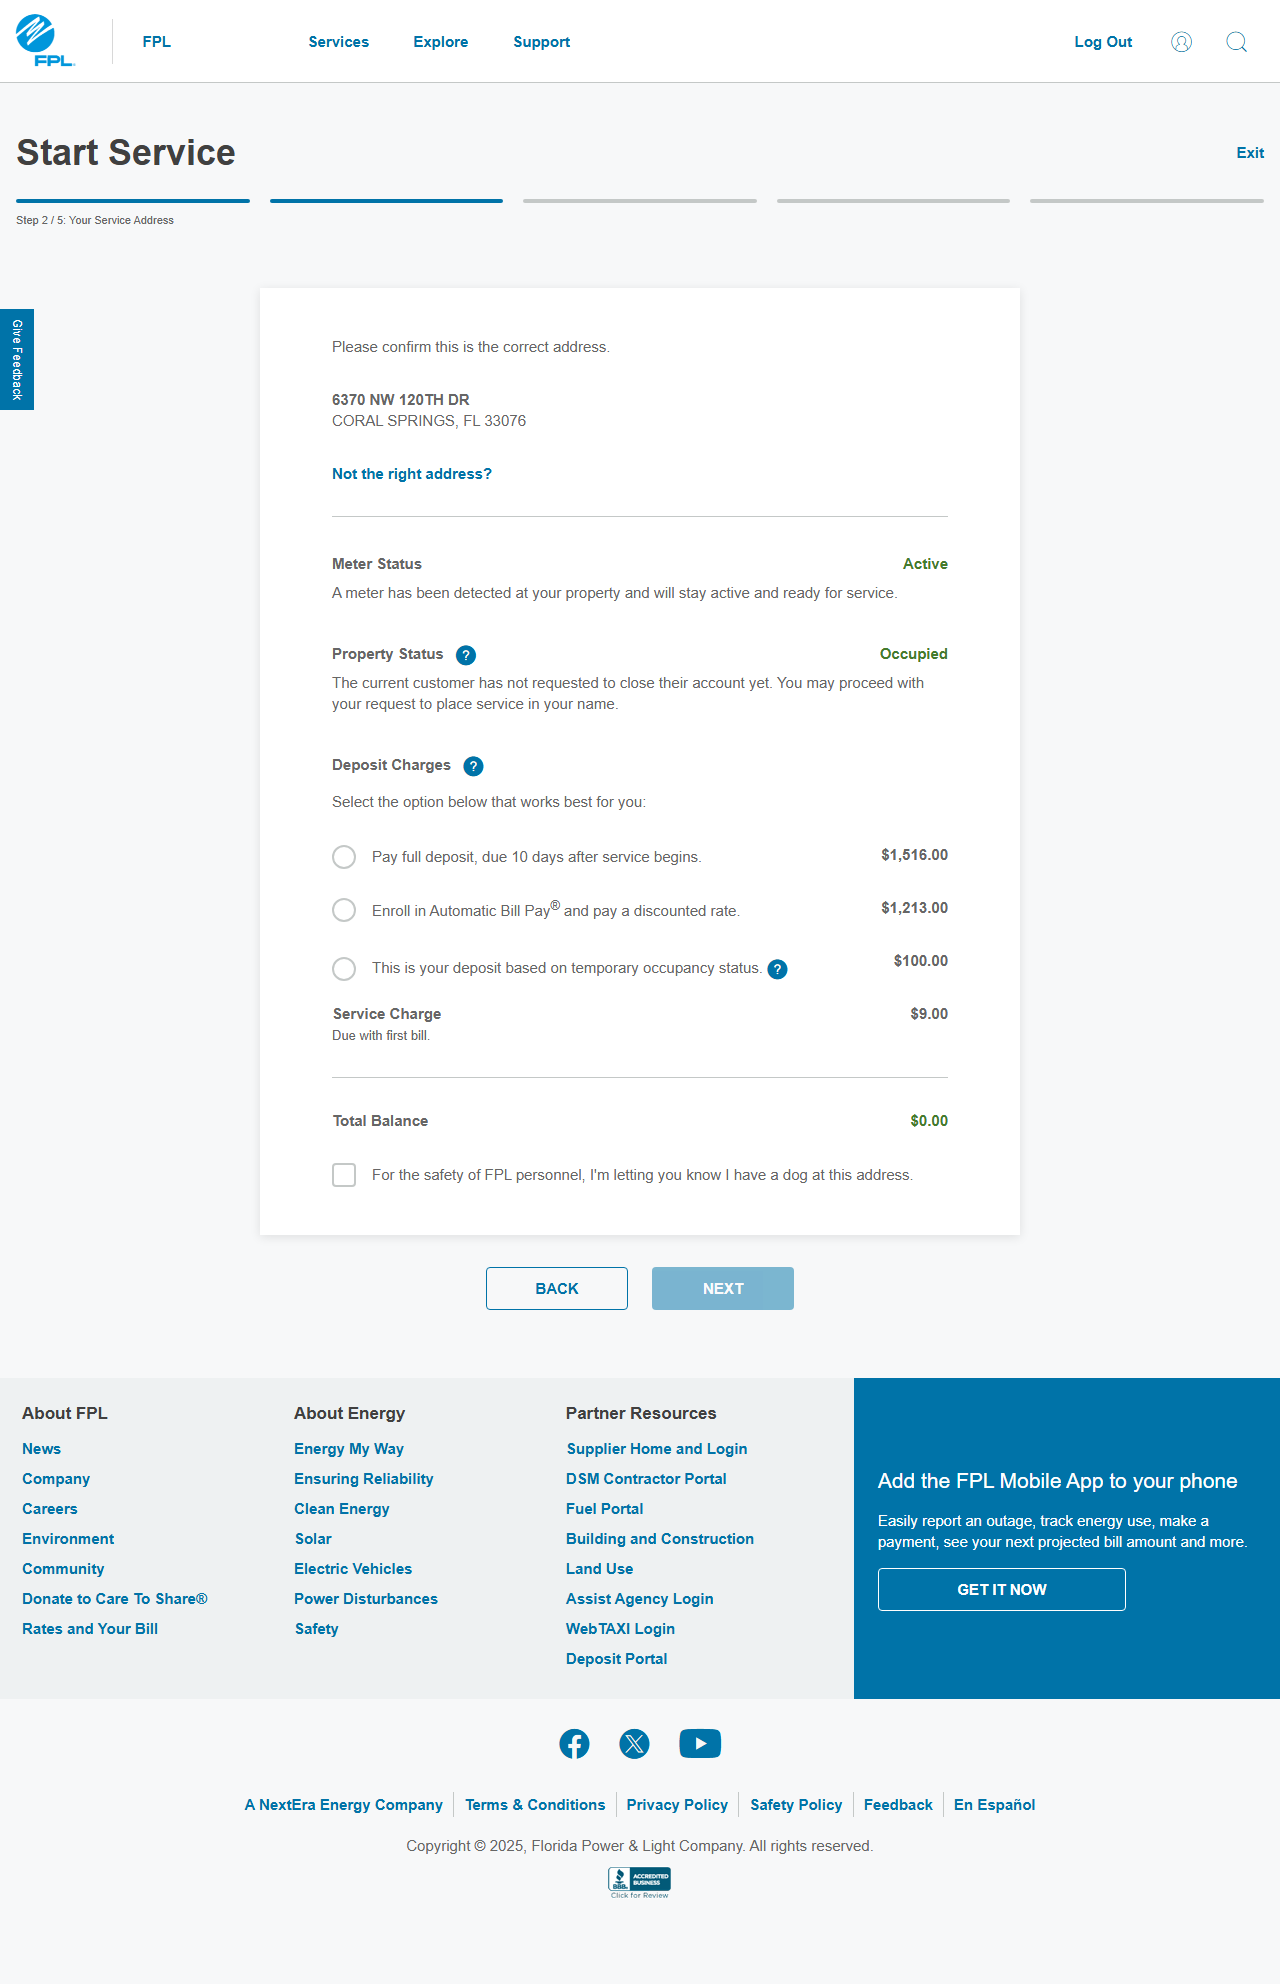 FPL
FPL
Services
Explore
Support
Log Out
Start Service
Exit
Step 2 / 5: Your Service Address
Give Feedback
Please confirm this is the correct address.
6370 NW 120TH DR
CORAL SPRINGS, FL 33076
Not the right address?
Meter Status
Active
A meter has been detected at your property and will stay active and ready for service.
Property Status ?
Occupied
The current customer has not requested to close their account yet. You may proceed with
your request to place service in your name.
Deposit Charges ?
Select the option below that works best for you:
Pay full deposit, due 10 days after service begins.
$1,516.00
Enroll in Automatic Bill Pay® and pay a discounted rate.
$1,213.00
This is your deposit based on temporary occupancy status. ?
$100.00
Service Charge
$9.00
Due with first bill.
Total Balance
$0.00
For the safety of FPL personnel, I'm letting you know I have a dog at this address.
BACK
NEXT
About FPL
News
Company
Careers
Environment
Community
Donate to Care To Share®
Rates and Your Bill
About Energy
Energy My Way
Ensuring Reliability
Clean Energy
Solar
Electric Vehicles
Power Disturbances
Safety
Partner Resources
Supplier Home and Login
DSM Contractor Portal
Fuel Portal
Building and Construction
Land Use
Assist Agency Login
WebTAXI Login
Deposit Portal
Add the FPL Mobile App to your phone
Easily report an outage, track energy use, make a
payment, see your next projected bill amount and more.
GET IT NOW
A NextEra Energy Company
Terms & Conditions
Privacy Policy
Safety Policy
Feedback
En Español
Copyright © 2025, Florida Power & Light Company. All rights reserved.
BBB
ACCREDITED
BUSINESS
Click for Review